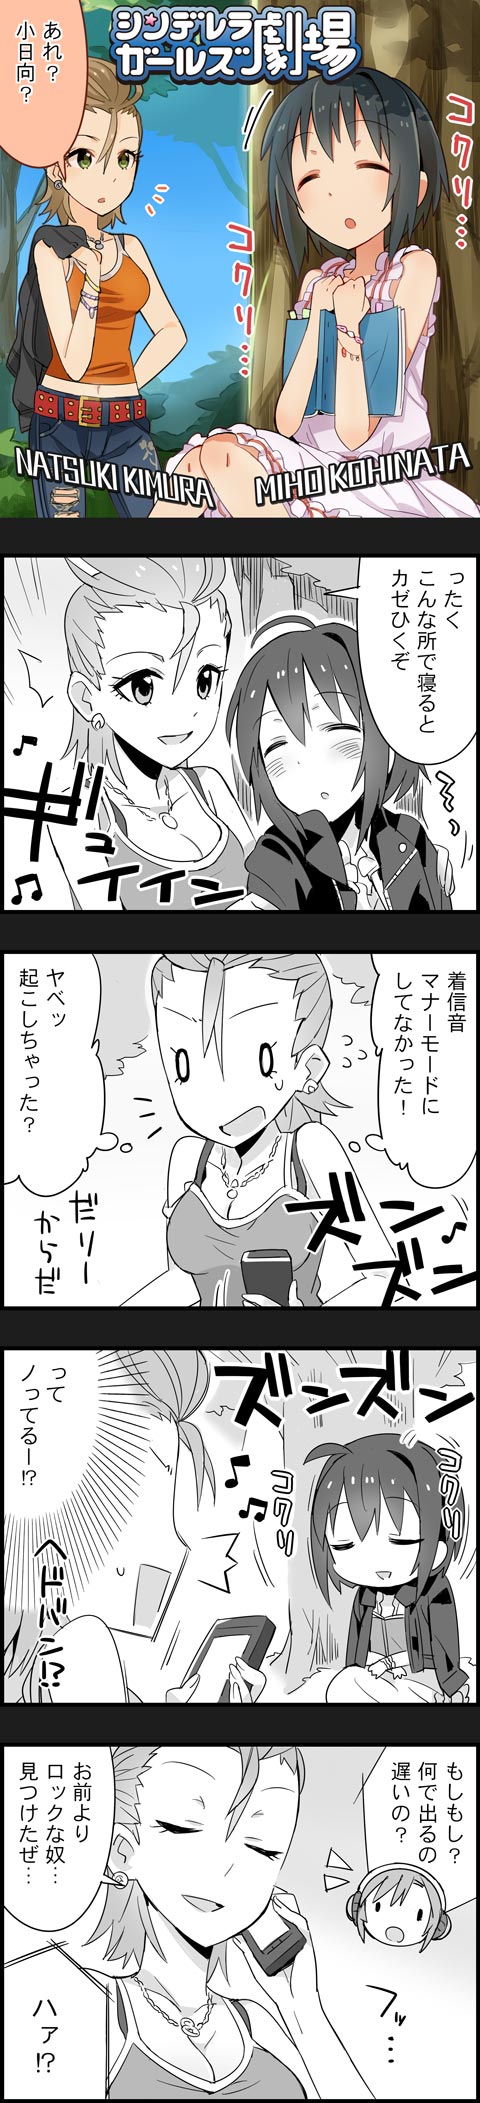 シンデレラ
ガールズ劇場
あれ？
小日向？
コクリ…
コクリ…
NATSUKI KIMURA
MIHO KOHINATA
ったく
こんな所で寝ると
カゼひくぞ
ギュイイン
着信音
マナーモードに
してなかった！
ヤベッ
起こしちゃった？
ズンズン
だりー
からだ
ズンズン
コクリ
コクリ
って
ノってるー!?
ヘドバン!?
もしもし？
何で出るの
遅いの？
お前より
ロックな奴…
見つけたぜ…
フッ…
ハァ!?